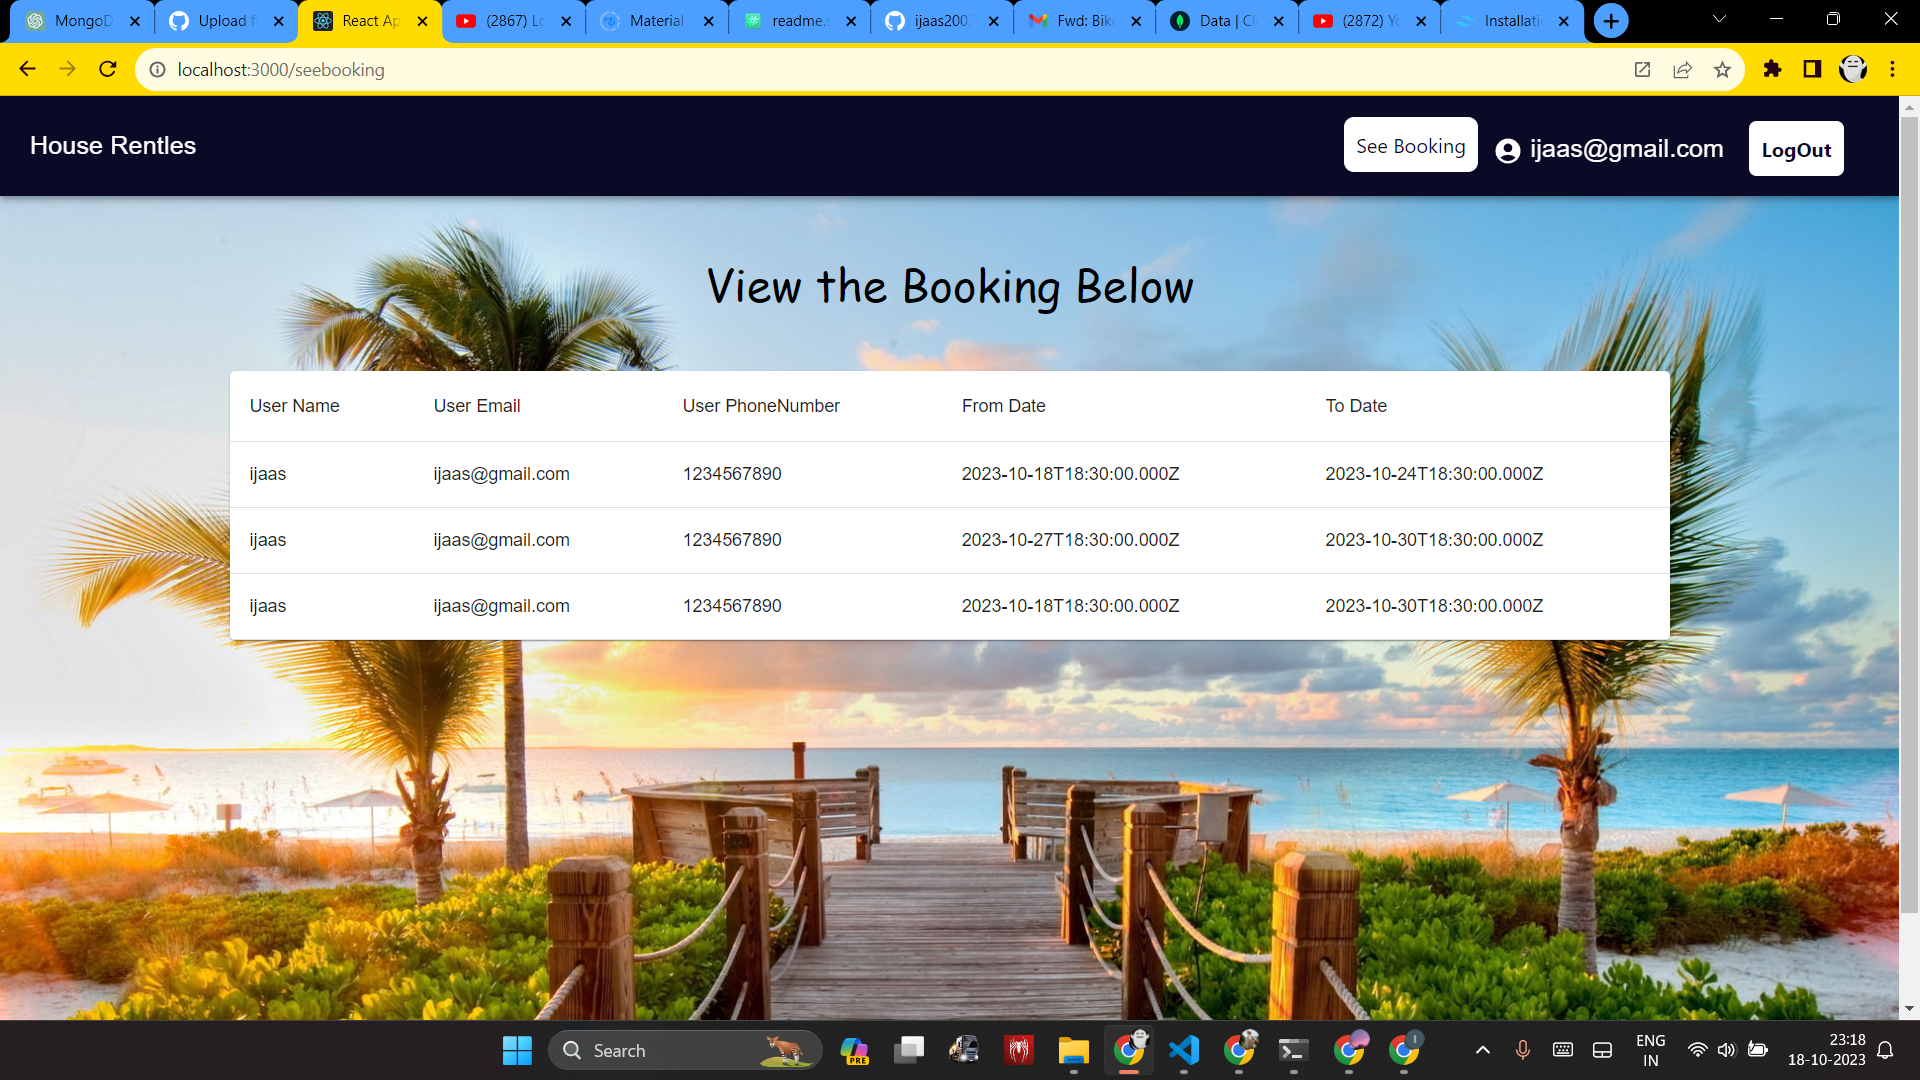 MongoD
Upload f
React Ap
(2867) Lo
Material
readme.s
ijaas2003
Fwd: Bike
Data | Cl
(2872) Yo
Installati
localhost:3000/seebooking
House Rentles
See Booking
ijaas@gmail.com
LogOut
View the Booking Below
User Name User Email User PhoneNumber From Date To Date
ijaas ijaas@gmail.com 1234567890 2023-10-18T18:30:00.000Z 2023-10-24T18:30:00.000Z
ijaas ijaas@gmail.com 1234567890 2023-10-27T18:30:00.000Z 2023-10-30T18:30:00.000Z
ijaas ijaas@gmail.com 1234567890 2023-10-18T18:30:00.000Z 2023-10-30T18:30:00.000Z
Search
PRE
ENG
IN
23:18
18-10-2023